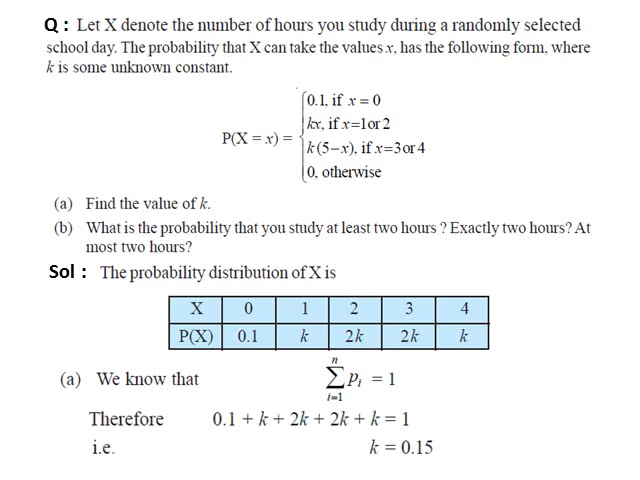 Q : Let X denote the number of hours you study during a randomly selected
school day. The probability that X can take the values x, has the following form, where
k is some unknown constant.
P(X = x) = {0.1, if x = 0
kx, if x=1or 2
k (5−x), if x=3 or 4
0, otherwise
(a) Find the value of k.
(b) What is the probability that you study at least two hours ? Exactly two hours? At
most two hours?
Sol : The probability distribution of X is
X 0 1 2 3 4
P(X) 0.1 k 2k 2k k
(a) We know that n∑i=1 pᵢ = 1
Therefore 0.1 + k + 2k + 2k + k = 1
i.e. k = 0.15